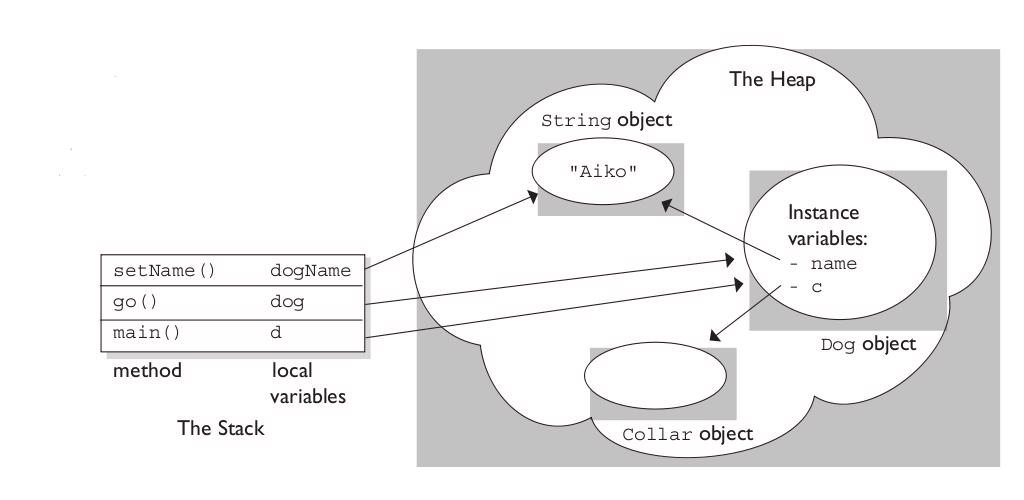 The Heap
String object
"Aiko"
Instance
variables:
- name
- c
Dog object
Collar object
setName() dogName
go() dog
main() d
method local
variables
The Stack